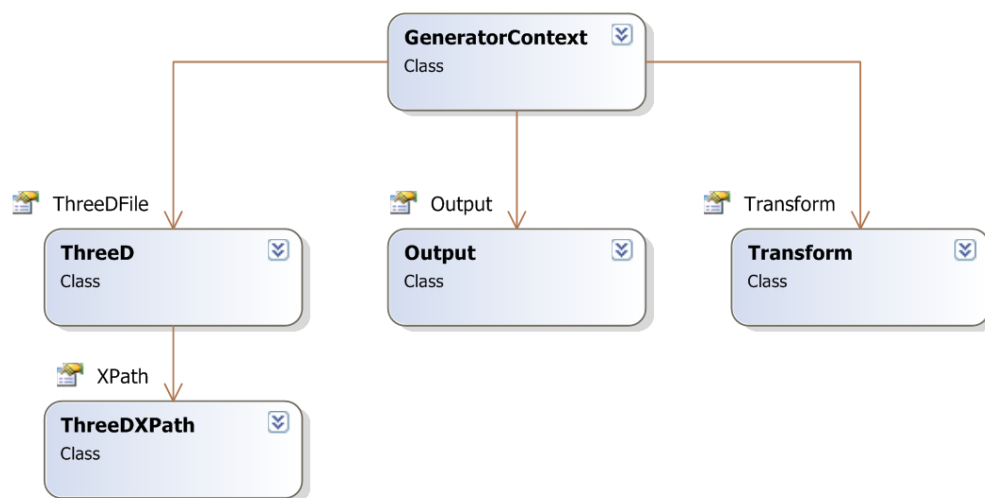 GeneratorContext
Class
ThreeDFile
Output
Transform
ThreeD
Class
Output
Class
Transform
Class
XPath
ThreeDXPath
Class